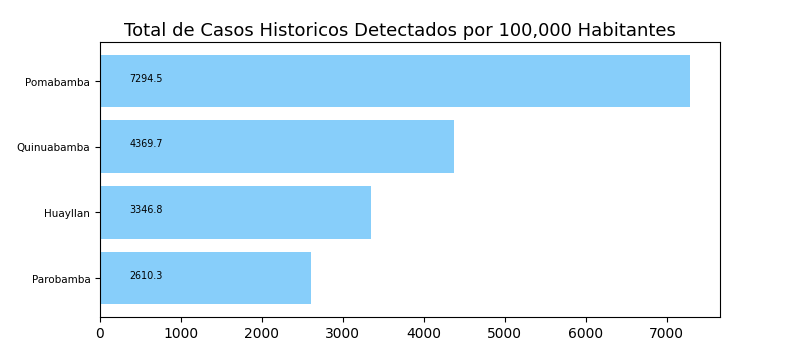 Total de Casos Historicos Detectados por 100,000 Habitantes
Pomabamba 7294.5
Quinuabamba 4369.7
Huayllan 3346.8
Parobamba 2610.3
0 1000 2000 3000 4000 5000 6000 7000